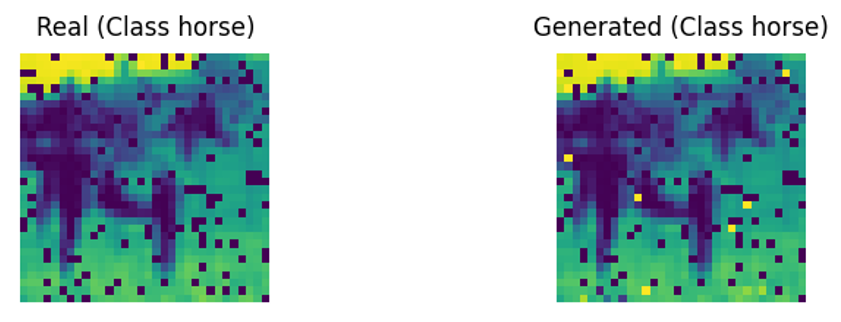 Real (Class horse)
Generated (Class horse)